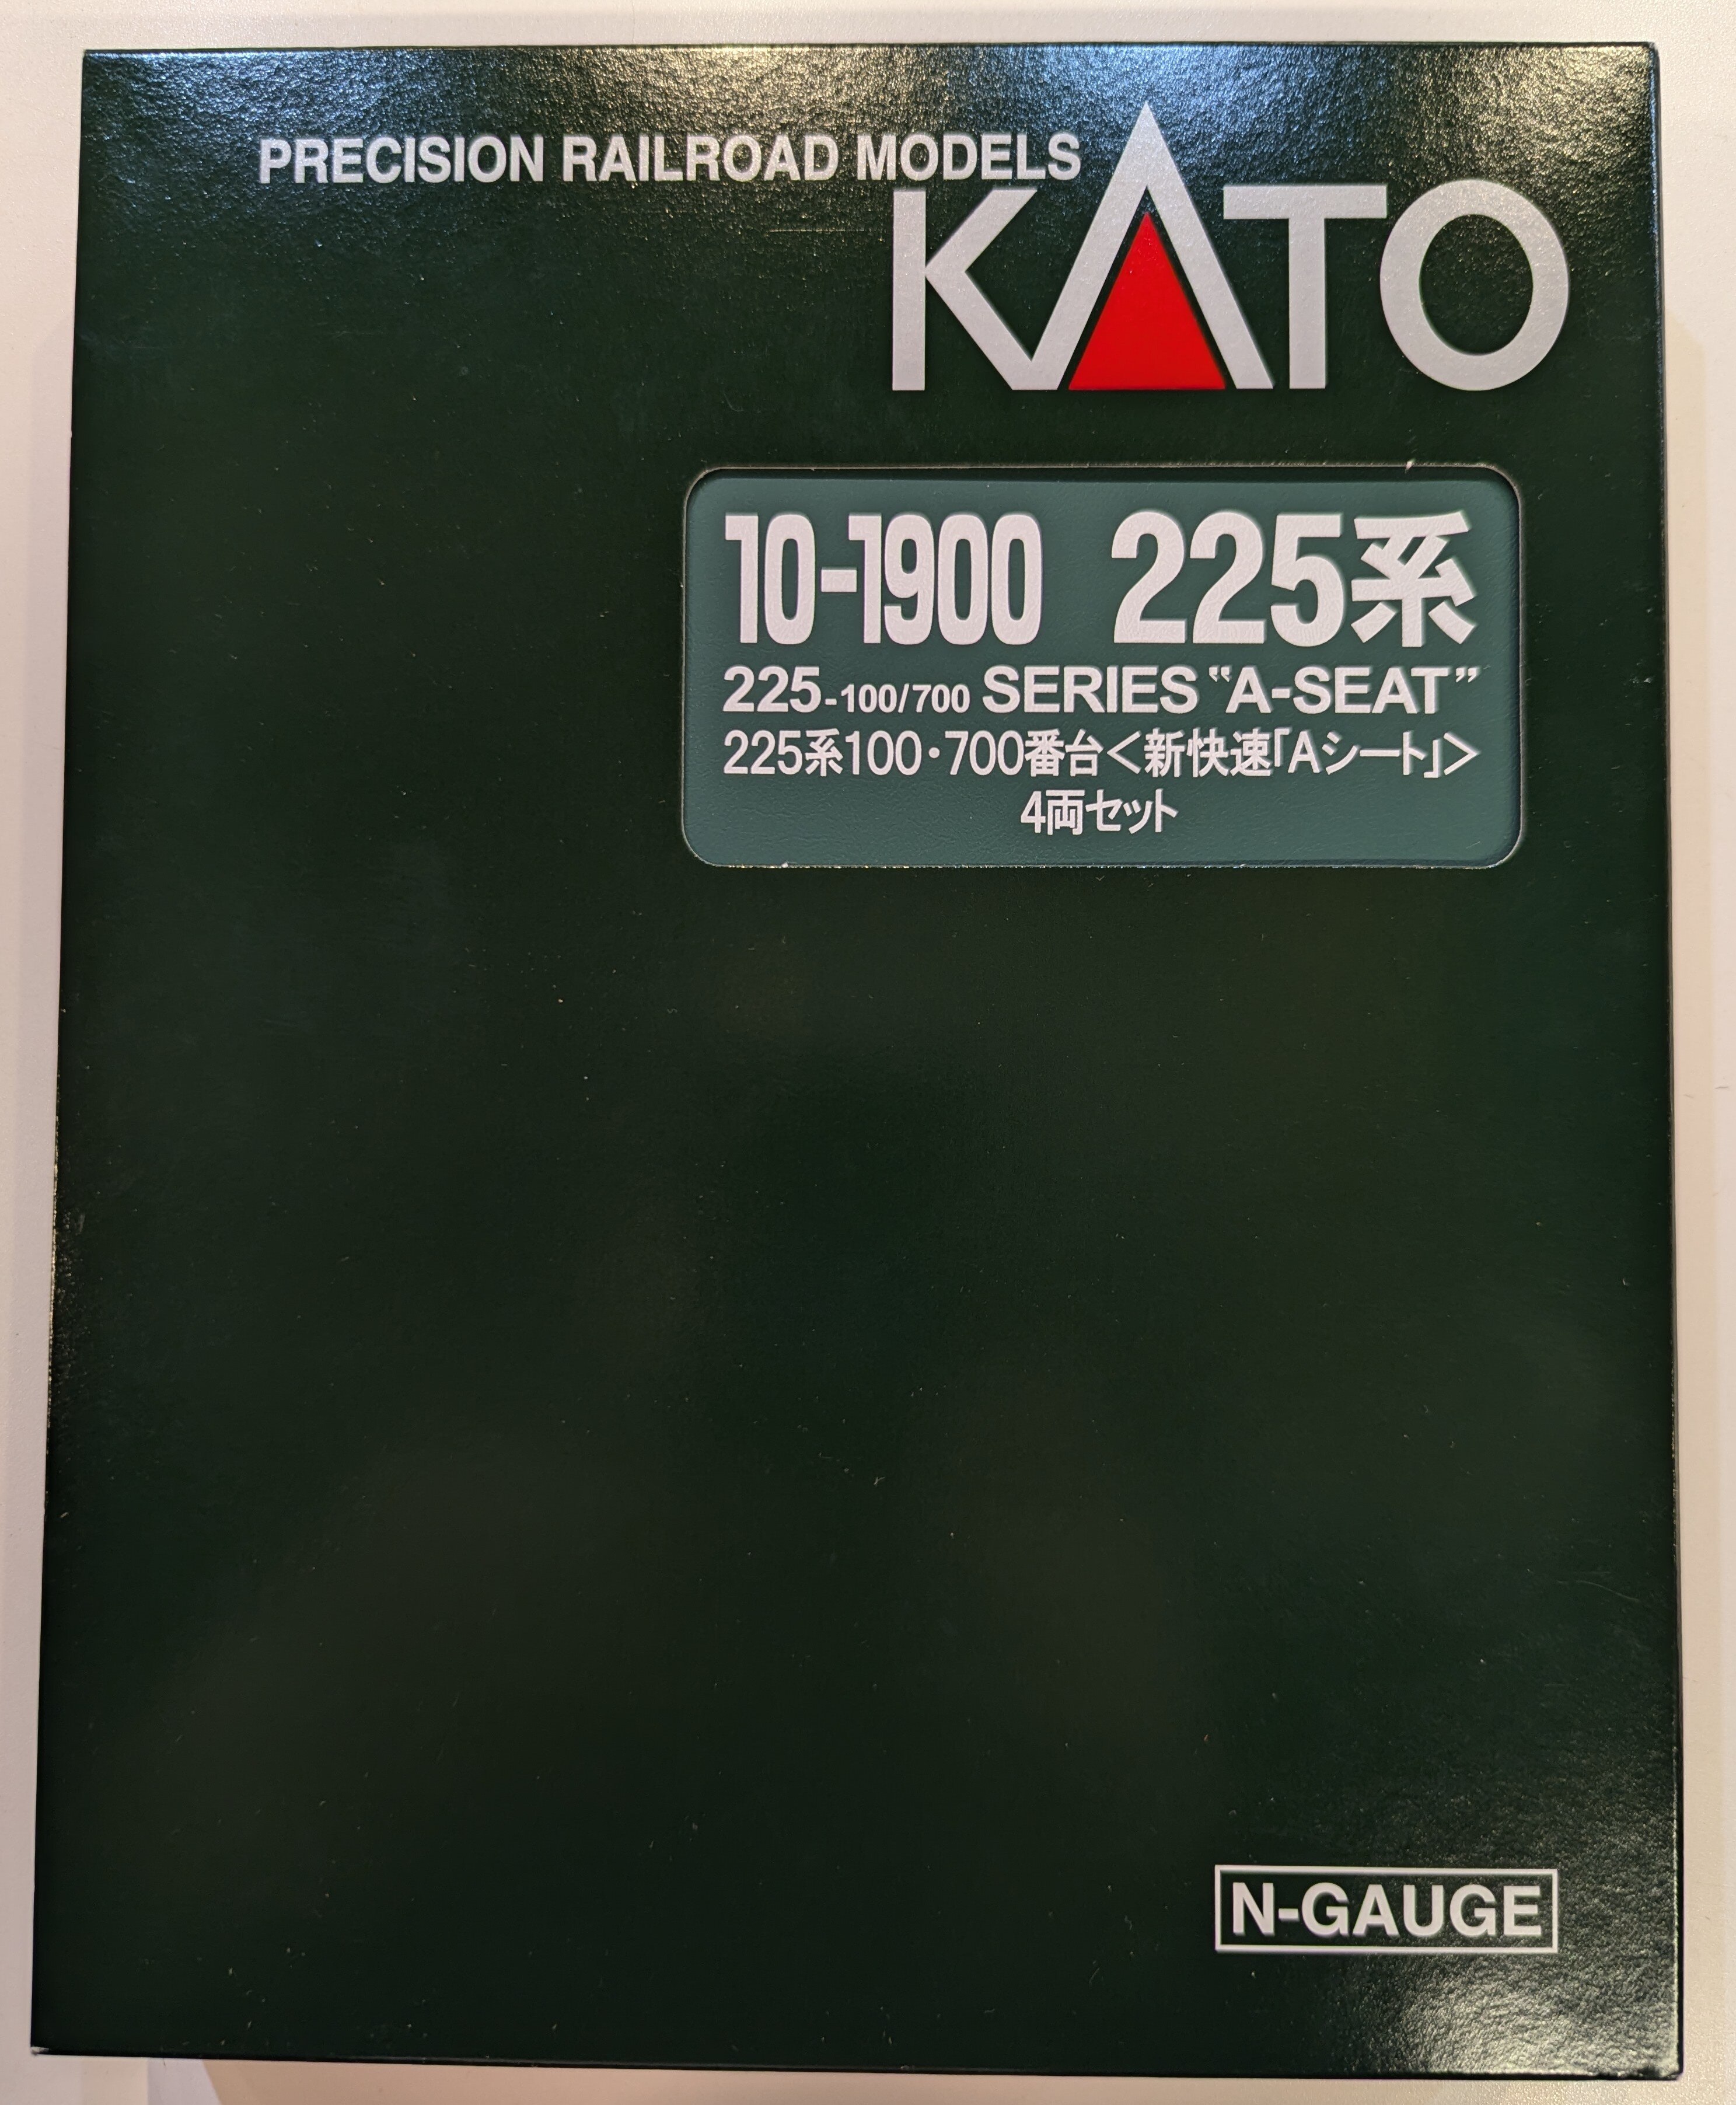 PRECISION RAILROAD MODELS
KATO
10-1900 225系
225-100/700 SERIES “A-SEAT”
225系100・700番台＜新快速｢Aシート｣＞
4両セット
N-GAUGE